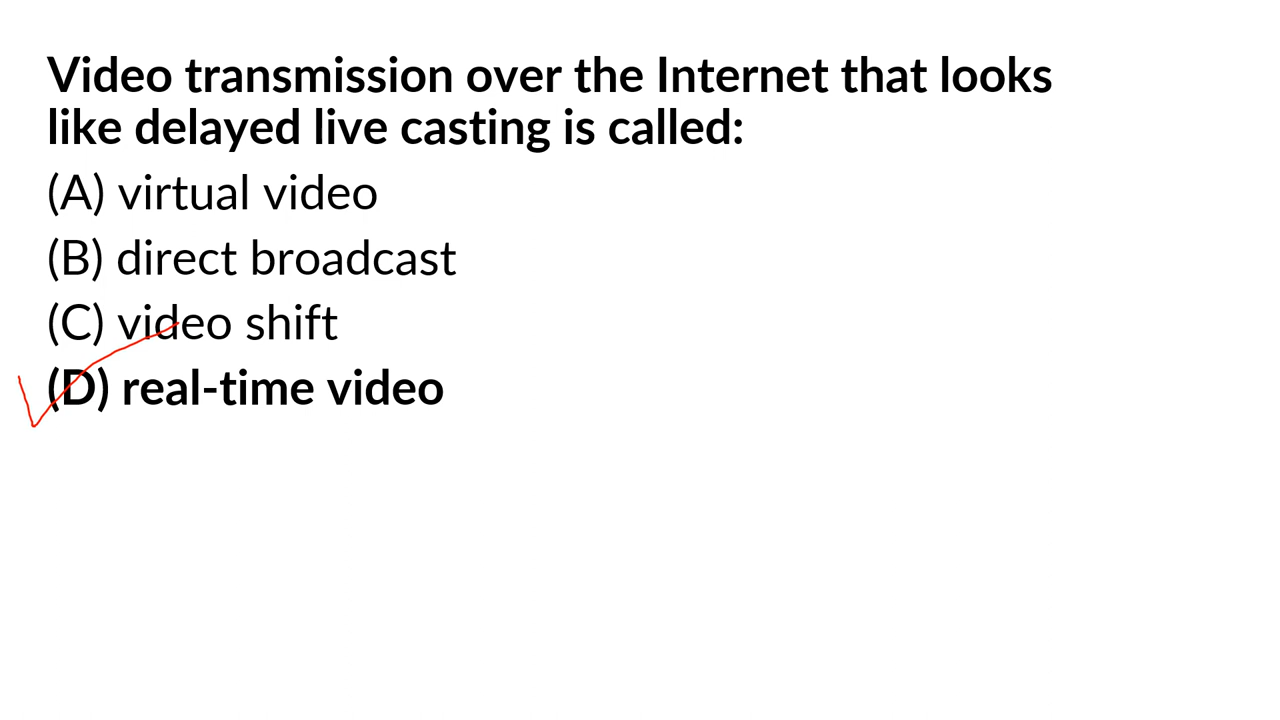 Video transmission over the Internet that looks
like delayed live casting is called:
(A) virtual video
(B) direct broadcast
(C) video shift
(D) real-time video